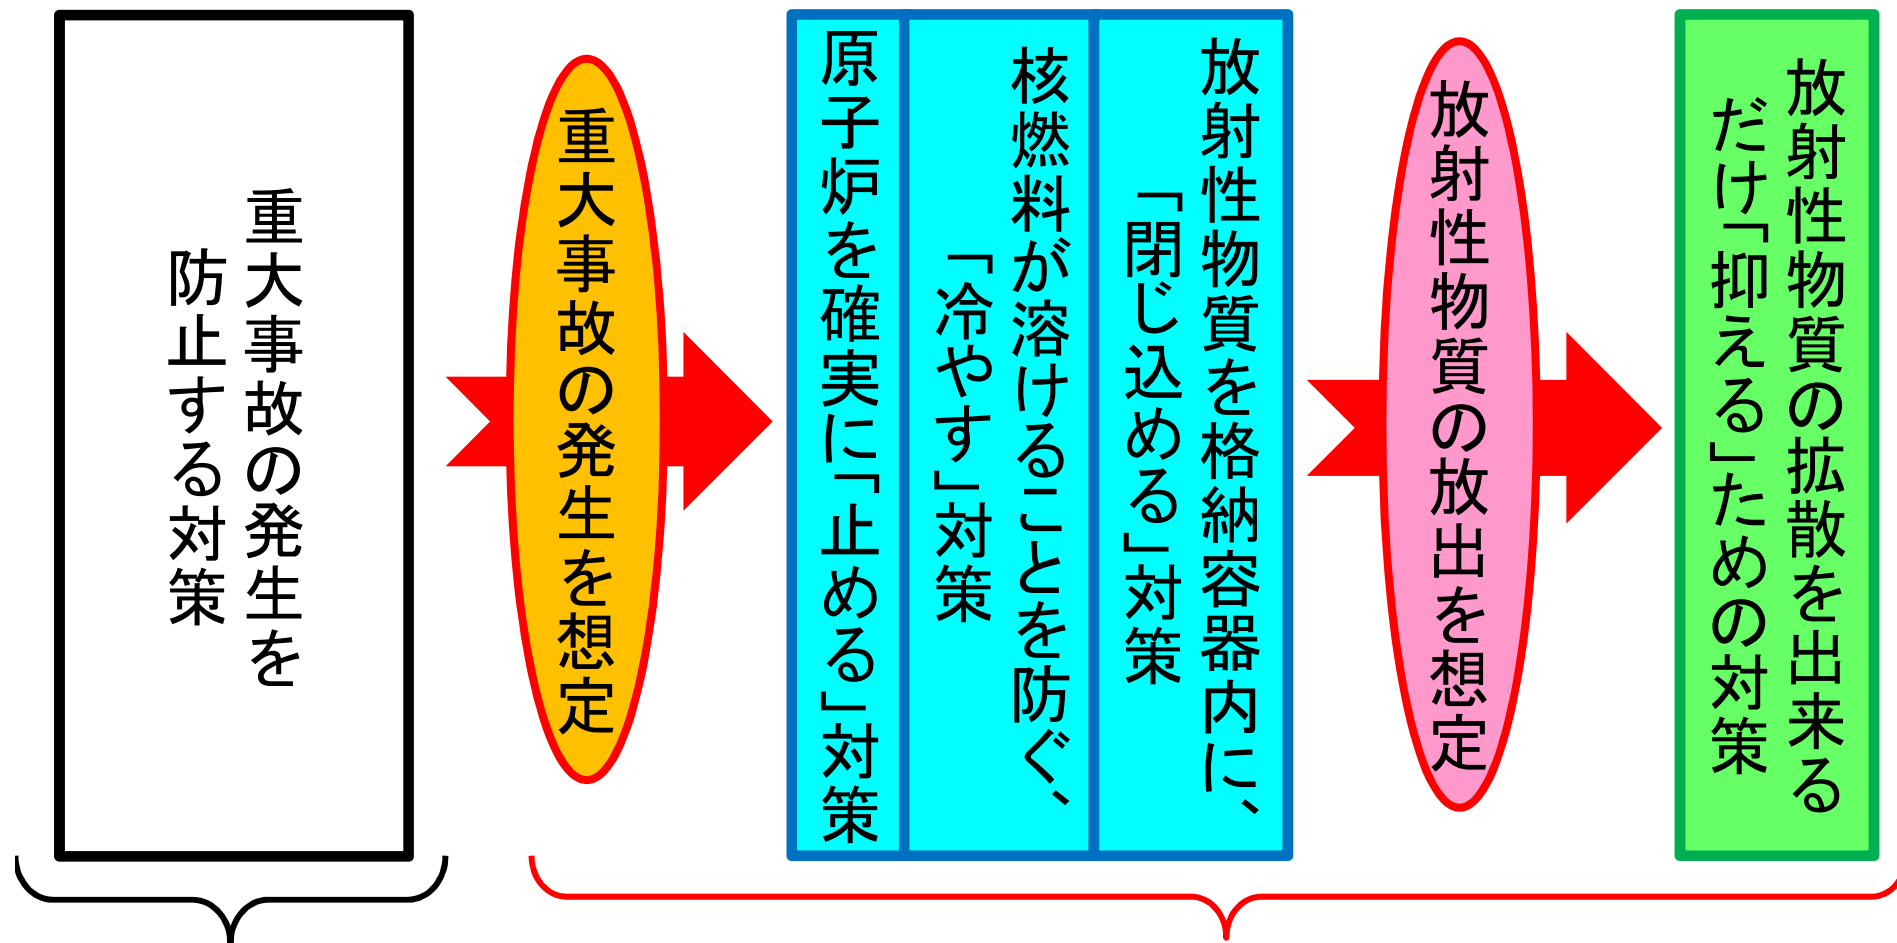 重大事故の発生を
防止する対策
重大事故の発生を想定
原子炉を確実に「止める」対策
核燃料が溶けることを防ぐ、
「冷やす」対策
放射性物質を格納容器内に、
「閉じ込める」対策
放射性物質の放出を想定
放射性物質の拡散を出来る
だけ「抑える」ための対策